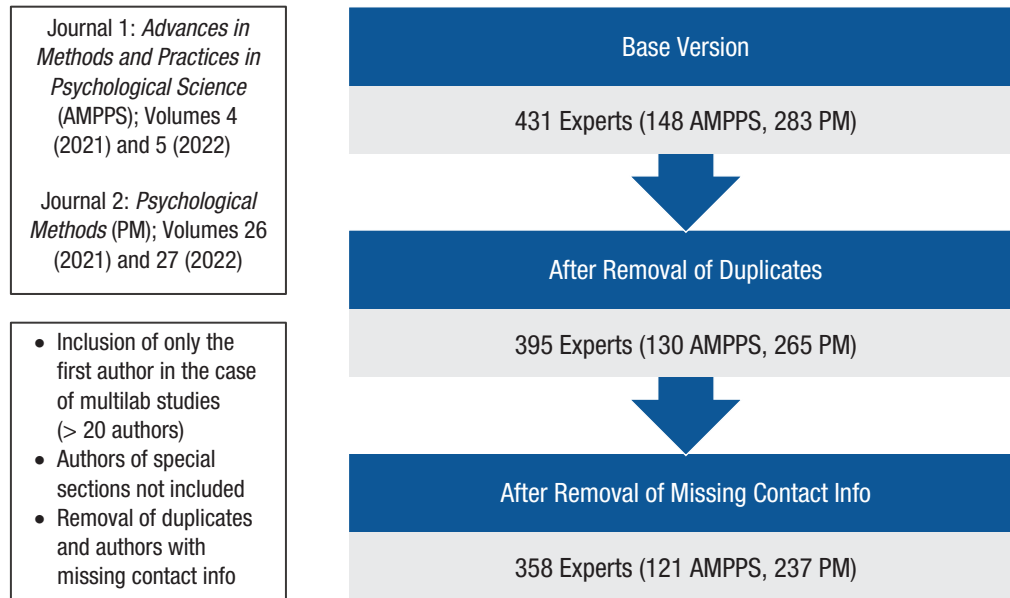 Journal 1: Advances in
Methods and Practices in
Psychological Science
(AMPPS); Volumes 4
(2021) and 5 (2022)
Journal 2: Psychological
Methods (PM); Volumes 26
(2021) and 27 (2022)
• Inclusion of only the
first author in the case
of multilab studies
(> 20 authors)
• Authors of special
sections not included
• Removal of duplicates
and authors with
missing contact info
Base Version
431 Experts (148 AMPPS, 283 PM)
After Removal of Duplicates
395 Experts (130 AMPPS, 265 PM)
After Removal of Missing Contact Info
358 Experts (121 AMPPS, 237 PM)